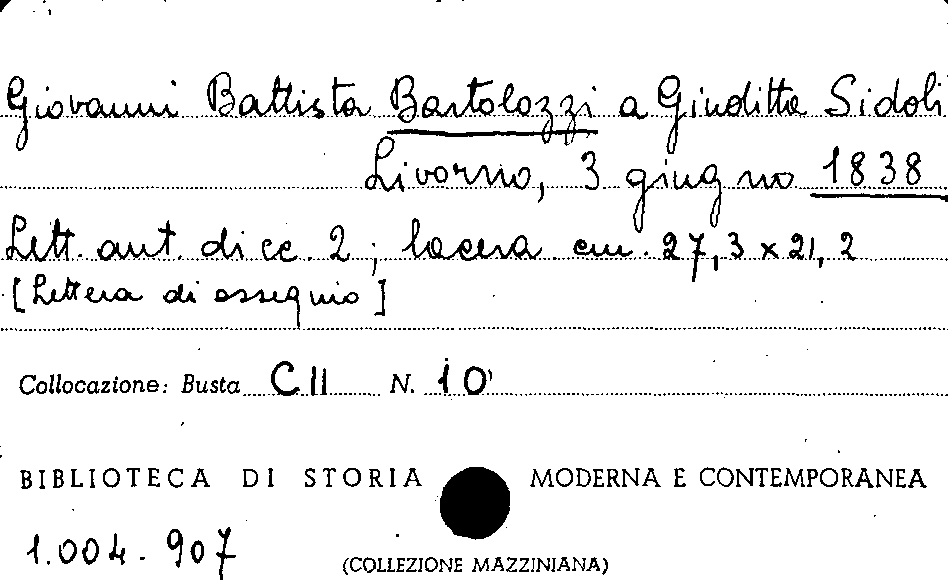 Giovanni Battista Bartolozzi a Giuditta Sidoli
Livorno, 3 giugno 1838
Lett. aut. di cc. 2 ; lacera cm. 27,3 x 21,2
[Lettera di ossequio]
Collocazione: Busta CII N. 10
BIBLIOTECA DI STORIA MODERNA E CONTEMPORANEA
1.004.907
(COLLEZIONE MAZZINIANA)